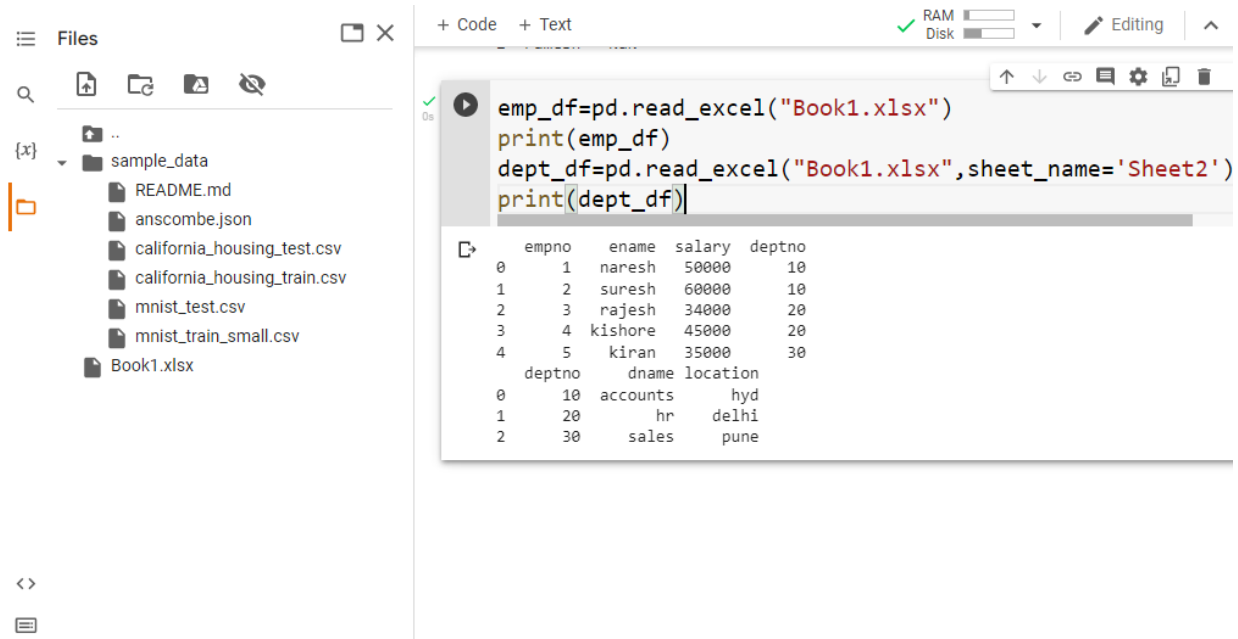 Files
..
sample_data
README.md
anscombe.json
california_housing_test.csv
california_housing_train.csv
mnist_test.csv
mnist_train_small.csv
Book1.xlsx
{x}
<>
+ Code + Text
RAM
Disk
Editing
0s
emp_df=pd.read_excel("Book1.xlsx")
print(emp_df)
dept_df=pd.read_excel("Book1.xlsx",sheet_name='Sheet2')
print(dept_df)
empno ename salary deptno
0 1 naresh 50000 10
1 2 suresh 60000 10
2 3 rajesh 34000 20
3 4 kishore 45000 20
4 5 kiran 35000 30
deptno dname location
0 10 accounts hyd
1 20 hr delhi
2 30 sales pune